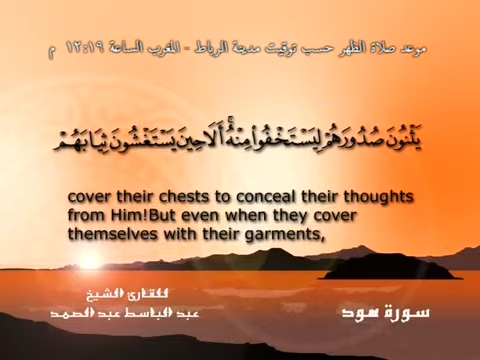 موعد صلاة الظهر حسب توقيت مدينة الرباط - المغرب الساعة ١٢:١٩ م
يَثْنُونَ صُدُورَهُمْ لِيَسْتَخْفُوا۟ مِنْهُ ۚ أَلَا حِينَ يَسْتَغْشُونَ ثِيَابَهُمْ
cover their chests to conceal their thoughts
from Him!But even when they cover
themselves with their garments,
للقارئ الشيخ
عبد الباسط عبد الصمد
سورة هود